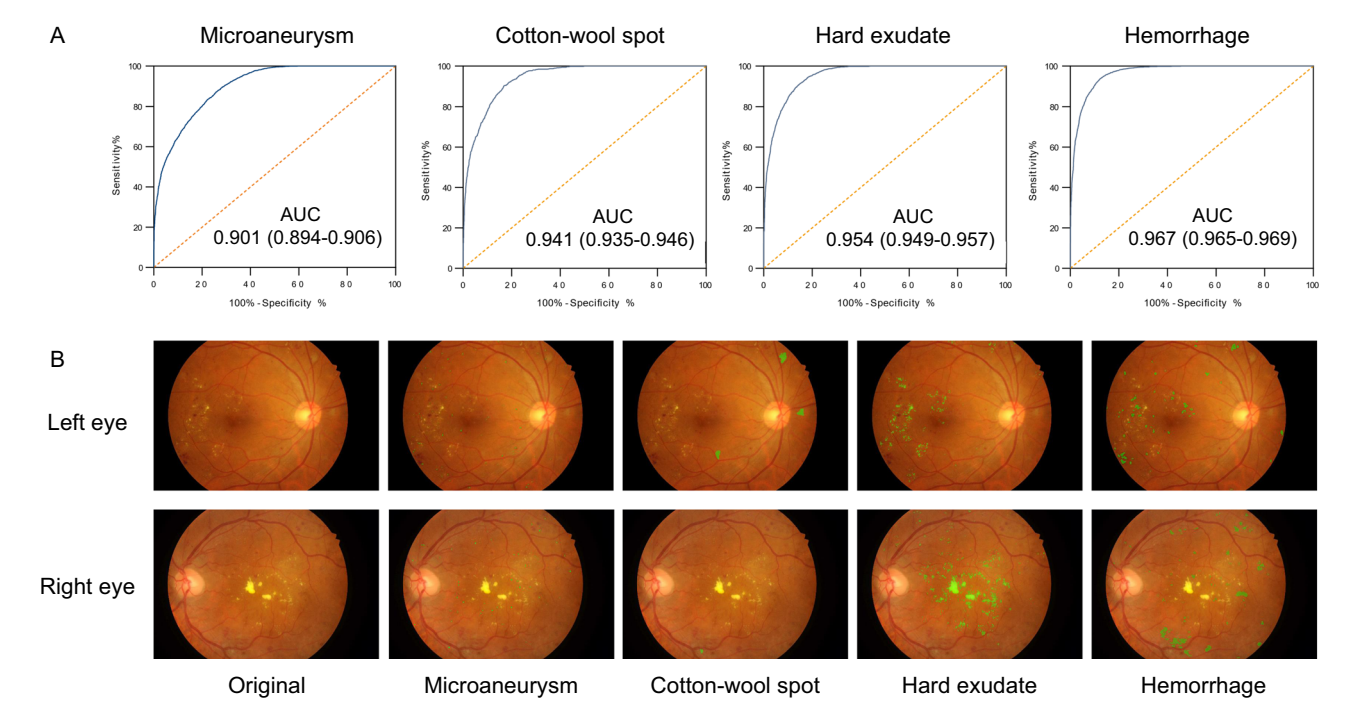 A
Microaneurysm
Cotton-wool spot
Hard exudate
Hemorrhage
Sensitivity%
100
80
60
40
20
0
AUC
0.901 (0.894-0.906)
0 20 40 60 80 100
100% - Specificity %
Sensitivity%
100
80
60
40
20
0
AUC
0.941 (0.935-0.946)
0 20 40 60 80 100
100% - Specificity %
Sensitivity%
100
80
60
40
20
0
AUC
0.954 (0.949-0.957)
0 20 40 60 80 100
100% - Specificity %
Sensitivity%
100
80
60
40
20
0
AUC
0.967 (0.965-0.969)
0 20 40 60 80 100
100% - Specificity %
B
Left eye
Right eye
Original
Microaneurysm
Cotton-wool spot
Hard exudate
Hemorrhage